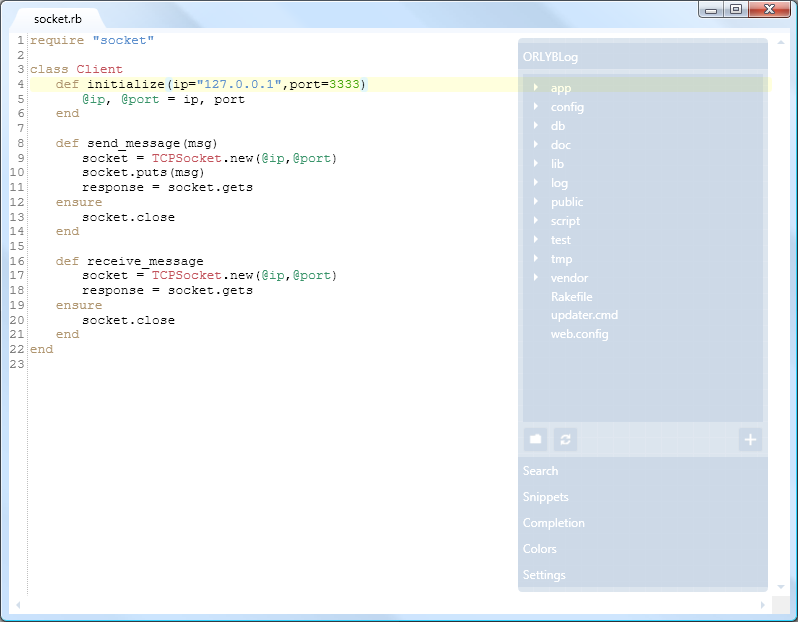 socket.rb
1 require "socket"
2
3 class Client
4     def initialize(ip="127.0.0.1",port=3333)
5         @ip, @port = ip, port
6     end
7
8     def send_message(msg)
9         socket = TCPSocket.new(@ip,@port)
10         socket.puts(msg)
11         response = socket.gets
12     ensure
13         socket.close
14     end
15
16     def receive_message
17         socket = TCPSocket.new(@ip,@port)
18         response = socket.gets
19     ensure
20         socket.close
21     end
22 end
23
ORLYBLog
app
config
db
doc
lib
log
public
script
test
tmp
vendor
Rakefile
updater.cmd
web.config
Search
Snippets
Completion
Colors
Settings